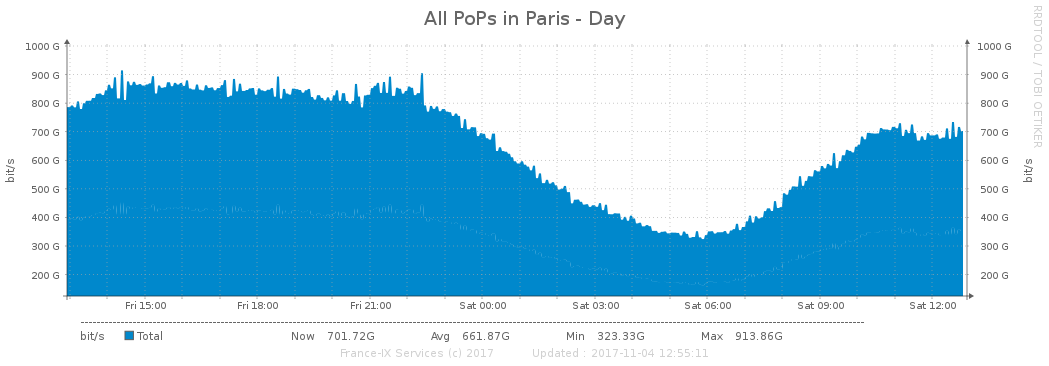 All PoPs in Paris - Day
RRDTOOL / TOBI OETIKER
1000 G 1000 G
900 G 900 G
800 G 800 G
700 G 700 G
600 G 600 G
500 G 500 G
400 G 400 G
300 G 300 G
200 G 200 G
bit/s bit/s
Fri 15:00 Fri 18:00 Fri 21:00 Sat 00:00 Sat 03:00 Sat 06:00 Sat 09:00 Sat 12:00
bit/s Total Now 701.72G Avg 661.87G Min 323.33G Max 913.86G
France-IX Services (c) 2017 Updated : 2017-11-04 12:55:11